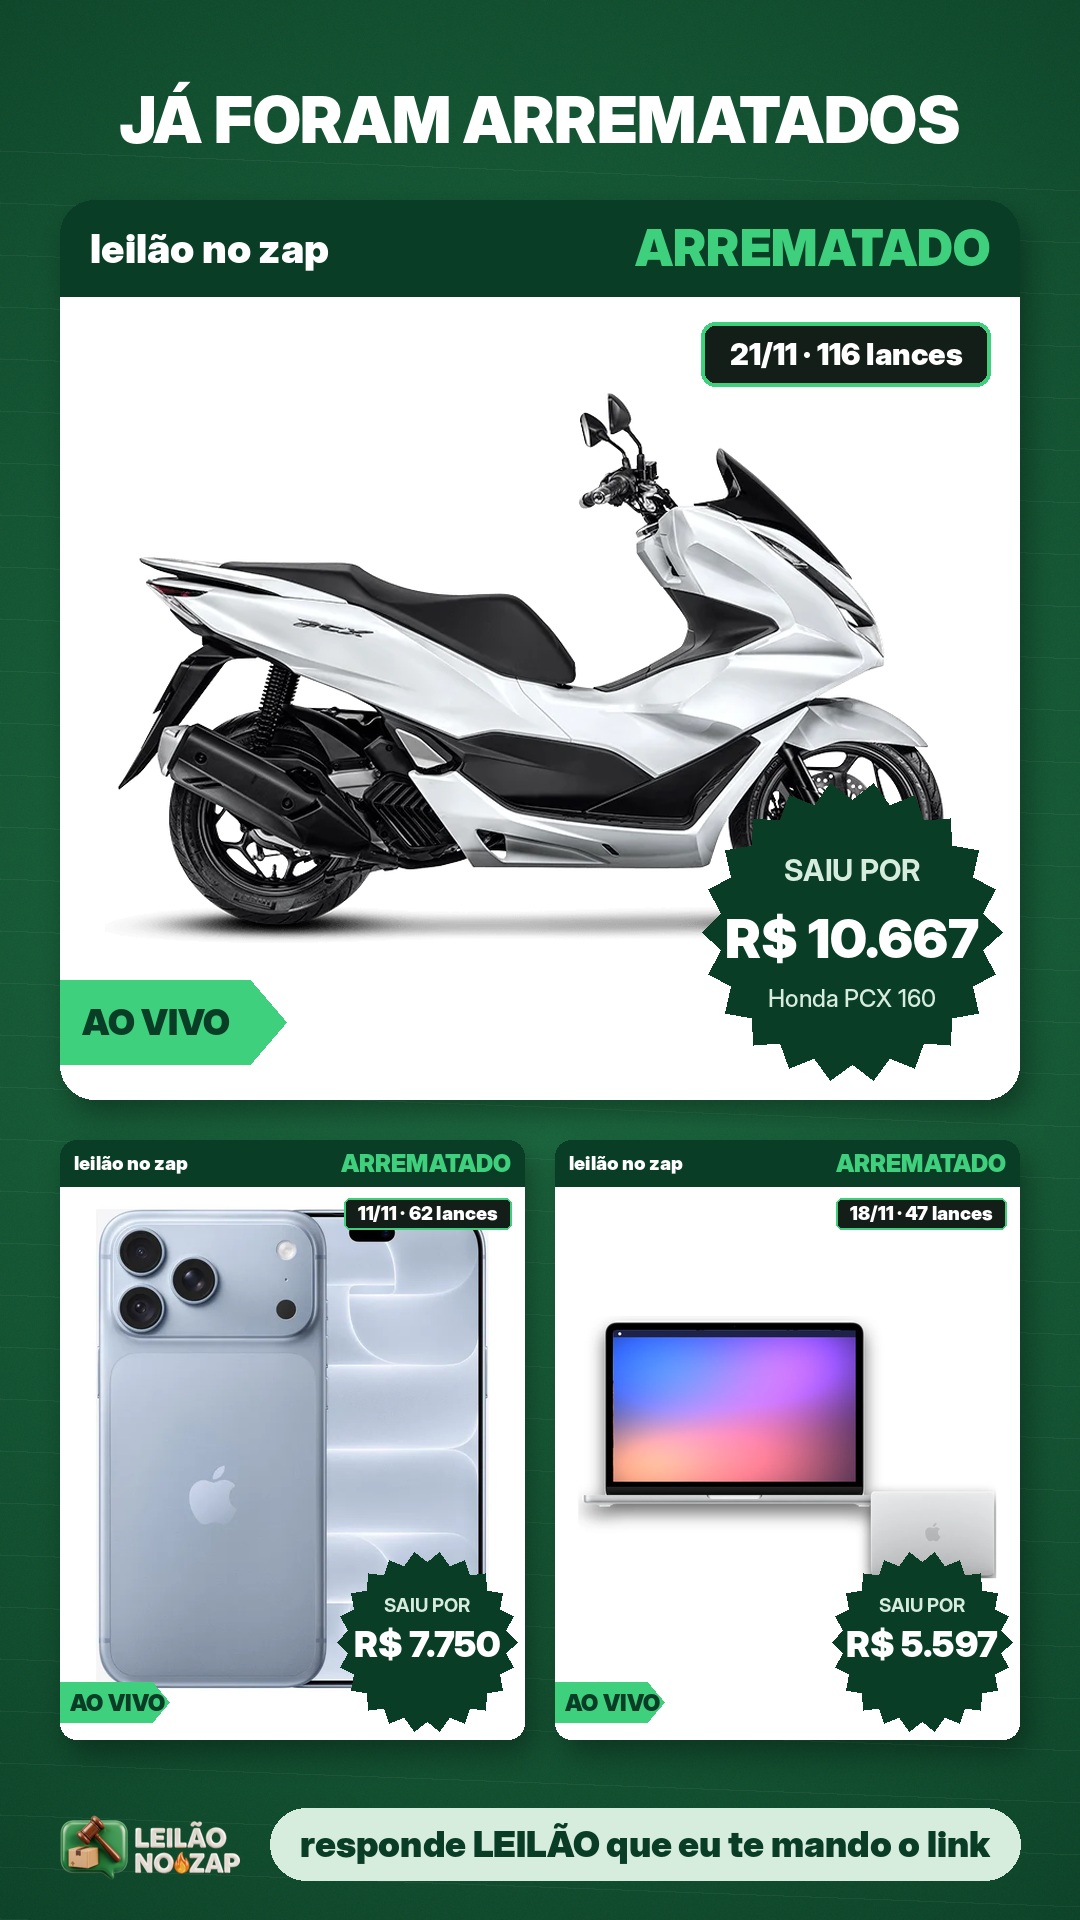 JÁ FORAM ARREMATADOS
leilão no zap
ARREMATADO
21/11 · 116 lances
PCX
SAIU POR
R$ 10.667
Honda PCX 160
AO VIVO
leilão no zap
ARREMATADO
11/11 · 62 lances
SAIU POR
R$ 7.750
AO VIVO
leilão no zap
ARREMATADO
18/11 · 47 lances
SAIU POR
R$ 5.597
AO VIVO
LEILÃO
NO ZAP
responde LEILÃO que eu te mando o link